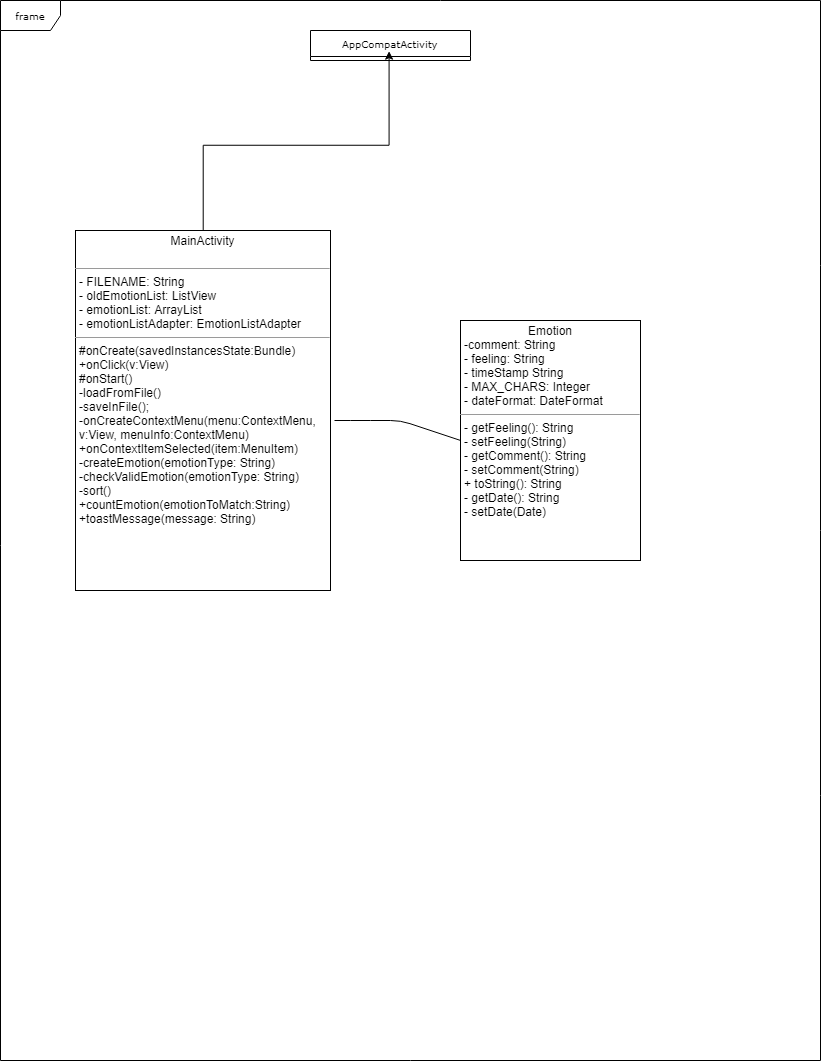 frame
AppCompatActivity
MainActivity
- FILENAME: String
- oldEmotionList: ListView
- emotionList: ArrayList
- emotionListAdapter: EmotionListAdapter
#onCreate(savedInstancesState:Bundle)
+onClick(v:View)
#onStart()
-loadFromFile()
-saveInFile();
-onCreateContextMenu(menu:ContextMenu,
v:View, menuInfo:ContextMenu)
+onContextItemSelected(item:MenuItem)
-createEmotion(emotionType: String)
-checkValidEmotion(emotionType: String)
-sort()
+countEmotion(emotionToMatch:String)
+toastMessage(message: String)
Emotion
-comment: String
- feeling: String
- timeStamp String
- MAX_CHARS: Integer
- dateFormat: DateFormat
- getFeeling(): String
- setFeeling(String)
- getComment(): String
- setComment(String)
+ toString(): String
- getDate(): String
- setDate(Date)